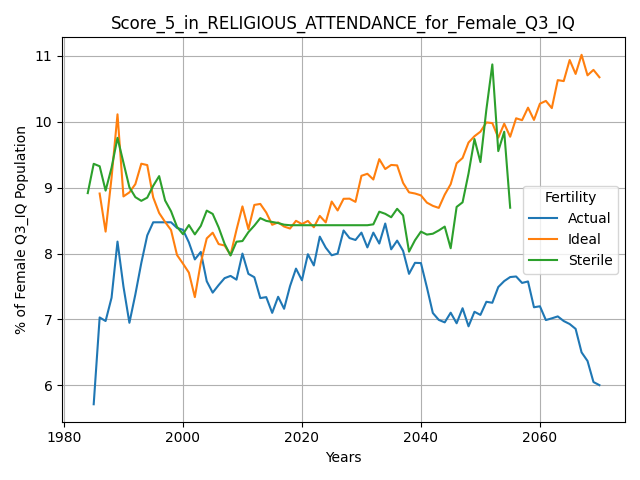 Score_5_in_RELIGIOUS_ATTENDANCE_for_Female_Q3_IQ
% of Female Q3_IQ Population
11
10
9
8
7
6
Fertility
Actual
Ideal
Sterile
1980
2000
2020
2040
2060
Years